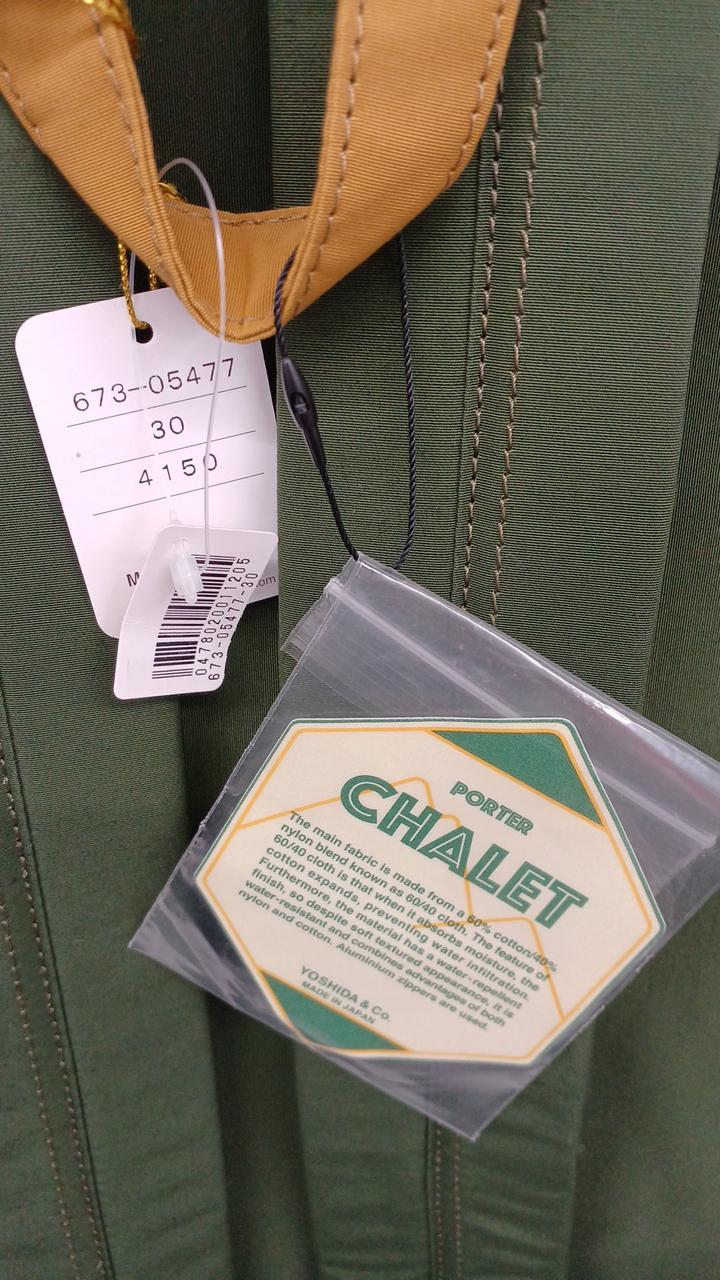 673-05477
30
4150
M
om
0478020011205
673-05477-30
PORTER
CHALET
The main fabric is made from a 60% cotton/40%
nylon blend known as 60/40 cloth. The feature of
60/40 cloth is that when it absorbs moisture, the
cotton expands, preventing water infiltration.
Furthermore, the material has a water-repellent
finish, so despite soft textured appearance, it is
water-resistant and combines advantages of both
nylon and cotton. Aluminium zippers are used.
YOSHIDA & Co.
MADE IN JAPAN